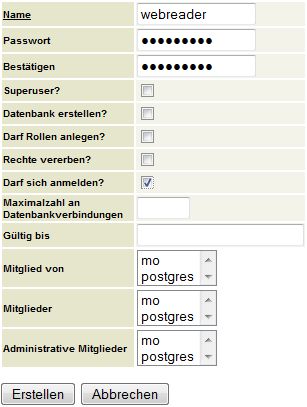 Name webreader
Passwort ●●●●●●●●●
Bestätigen ●●●●●●●●●
Superuser?
Datenbank erstellen?
Darf Rollen anlegen?
Rechte vererben?
Darf sich anmelden?
Maximalzahl an
Datenbankverbindungen
Gültig bis
Mitglied von mo
postgres
Mitglieder mo
postgres
Administrative Mitglieder mo
postgres
Erstellen Abbrechen